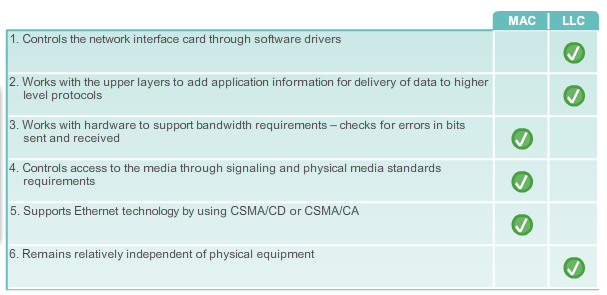 MAC LLC
1. Controls the network interface card through software drivers
2. Works with the upper layers to add application information for delivery of data to higher
level protocols
3. Works with hardware to support bandwidth requirements – checks for errors in bits
sent and received
4. Controls access to the media through signaling and physical media standards
requirements
5. Supports Ethernet technology by using CSMA/CD or CSMA/CA
6. Remains relatively independent of physical equipment